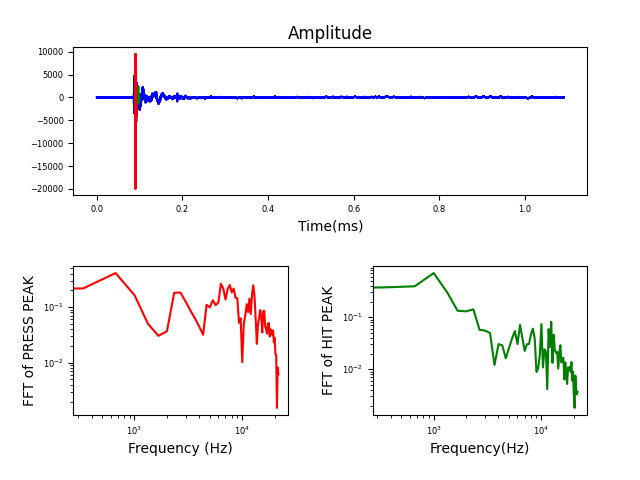 Amplitude
10000
5000
0
−5000
−10000
−15000
−20000
0.0 0.2 0.4 0.6 0.8 1.0
Time(ms)
FFT of PRESS PEAK
10⁻¹
10⁻²
10³ 10⁴
Frequency (Hz)
FFT of HIT PEAK
10⁻¹
10⁻²
10³ 10⁴
Frequency(Hz)